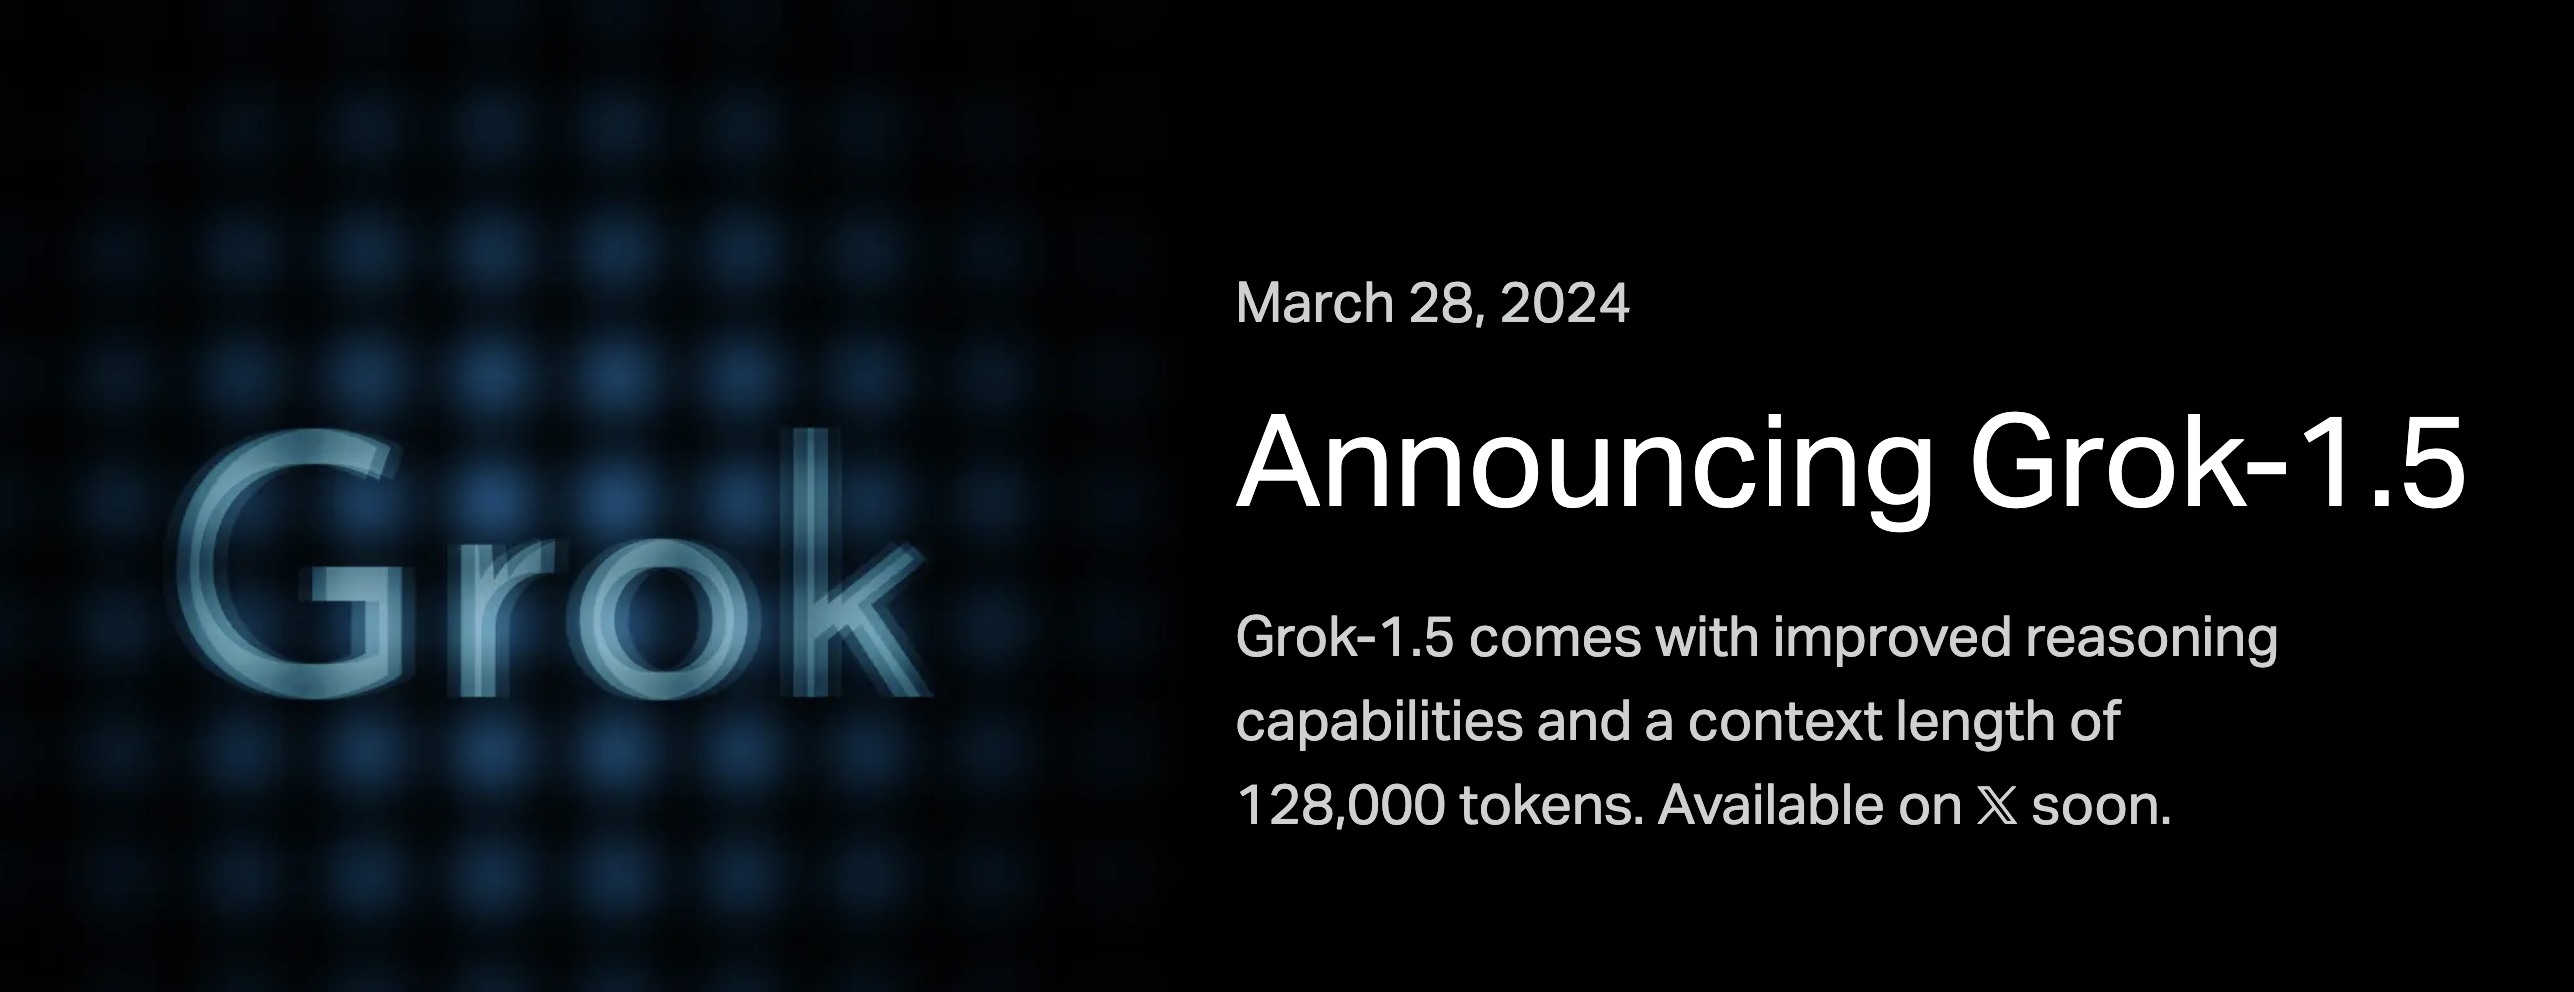 Grok
March 28, 2024
Announcing Grok-1.5
Grok-1.5 comes with improved reasoning
capabilities and a context length of
128,000 tokens. Available on 𝕏 soon.